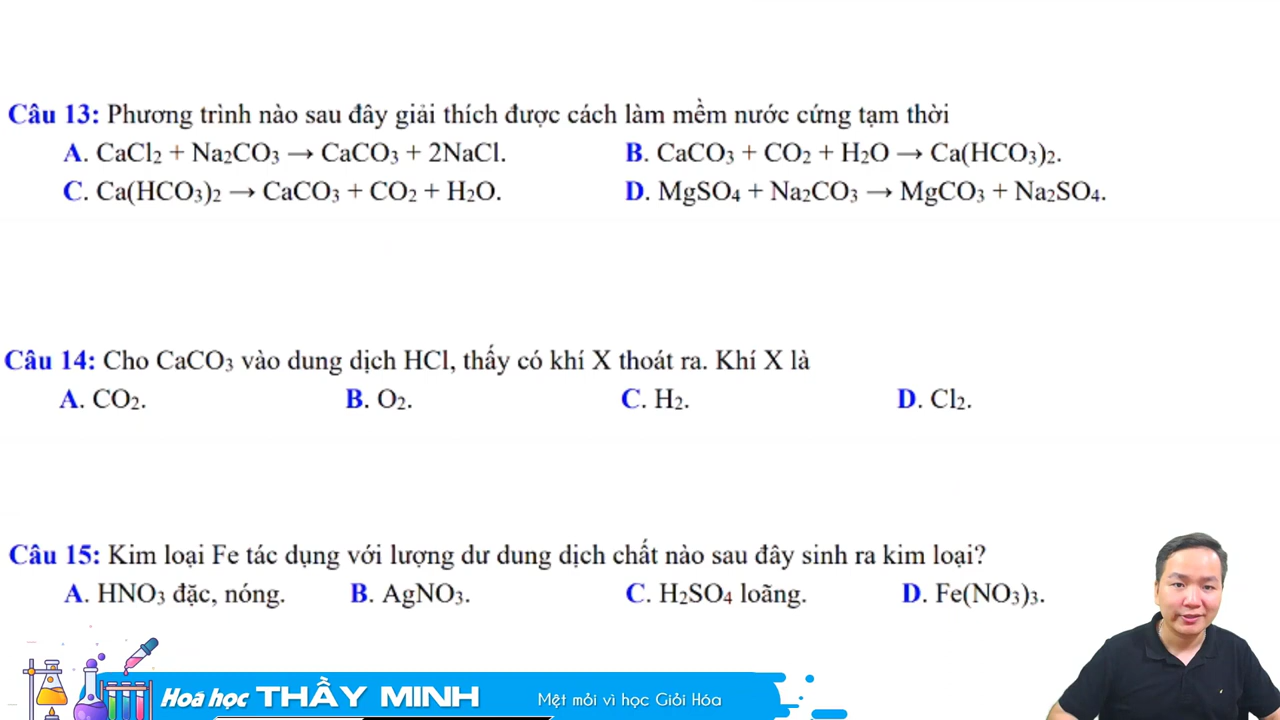 Câu 13: Phương trình nào sau đây giải thích được cách làm mềm nước cứng tạm thời
A. CaCl₂ + Na₂CO₃ → CaCO₃ + 2NaCl. B. CaCO₃ + CO₂ + H₂O → Ca(HCO₃)₂.
C. Ca(HCO₃)₂ → CaCO₃ + CO₂ + H₂O. D. MgSO₄ + Na₂CO₃ → MgCO₃ + Na₂SO₄.
Câu 14: Cho CaCO₃ vào dung dịch HCl, thấy có khí X thoát ra. Khí X là
A. CO₂. B. O₂. C. H₂. D. Cl₂.
Câu 15: Kim loại Fe tác dụng với lượng dư dung dịch chất nào sau đây sinh ra kim loại?
A. HNO₃ đặc, nóng. B. AgNO₃. C. H₂SO₄ loãng. D. Fe(NO₃)₃.
Hoá học THẦY MINH Mệt mỏi vì học Giỏi Hóa